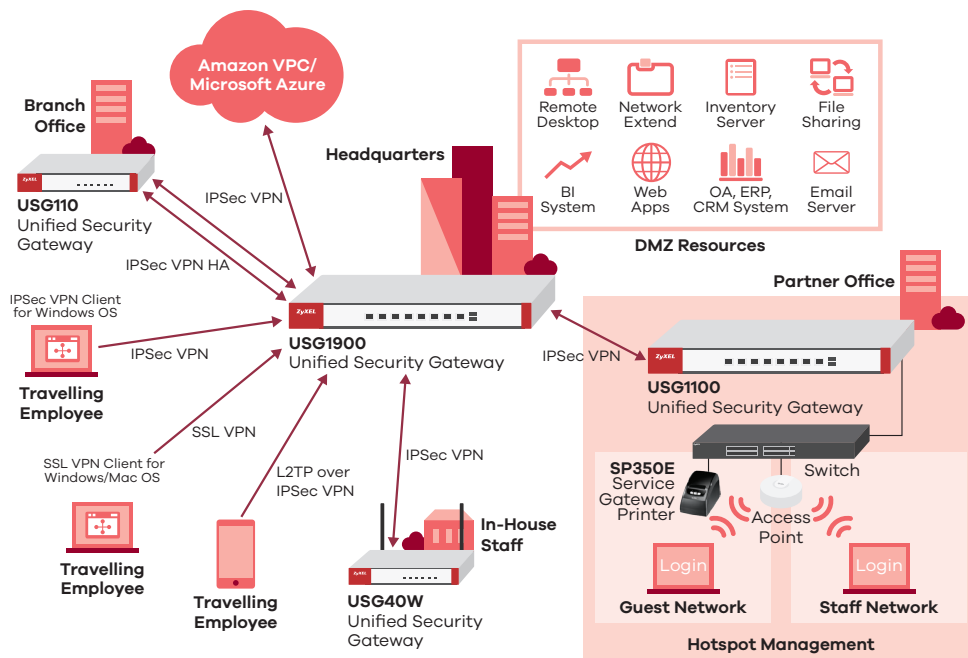 Amazon VPC/
Microsoft Azure
Branch
Office
ZyXEL
USG110
Unified Security
Gateway
IPSec VPN
IPSec VPN HA
Headquarters
Remote
Desktop
Network
Extend
Inventory
Server
File
Sharing
BI
System
Web
Apps
OA, ERP,
CRM System
Email
Server
DMZ Resources
IPSec VPN Client
for Windows OS
Travelling
Employee
IPSec VPN
ZyXEL
USG1900
Unified Security Gateway
IPSec VPN
Partner Office
ZyXEL
USG1100
Unified Security Gateway
SSL VPN Client for
Windows/Mac OS
Travelling
Employee
SSL VPN
L2TP over
IPSec VPN
Travelling
Employee
IPSec VPN
In-House
Staff
ZyXEL
USG40W
Unified Security
Gateway
Switch
SP350E
Service
Gateway
Printer
Access
Point
Login
Guest Network
Login
Staff Network
Hotspot Management